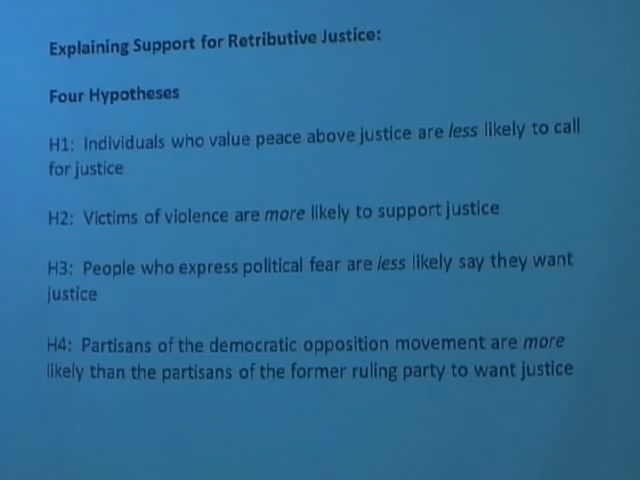 Explaining Support for Retributive Justice:
Four Hypotheses
H1: Individuals who value peace above justice are less likely to call
for justice
H2: Victims of violence are more likely to support justice
H3: People who express political fear are less likely say they want
justice
H4: Partisans of the democratic opposition movement are more
likely than the partisans of the former ruling party to want justice